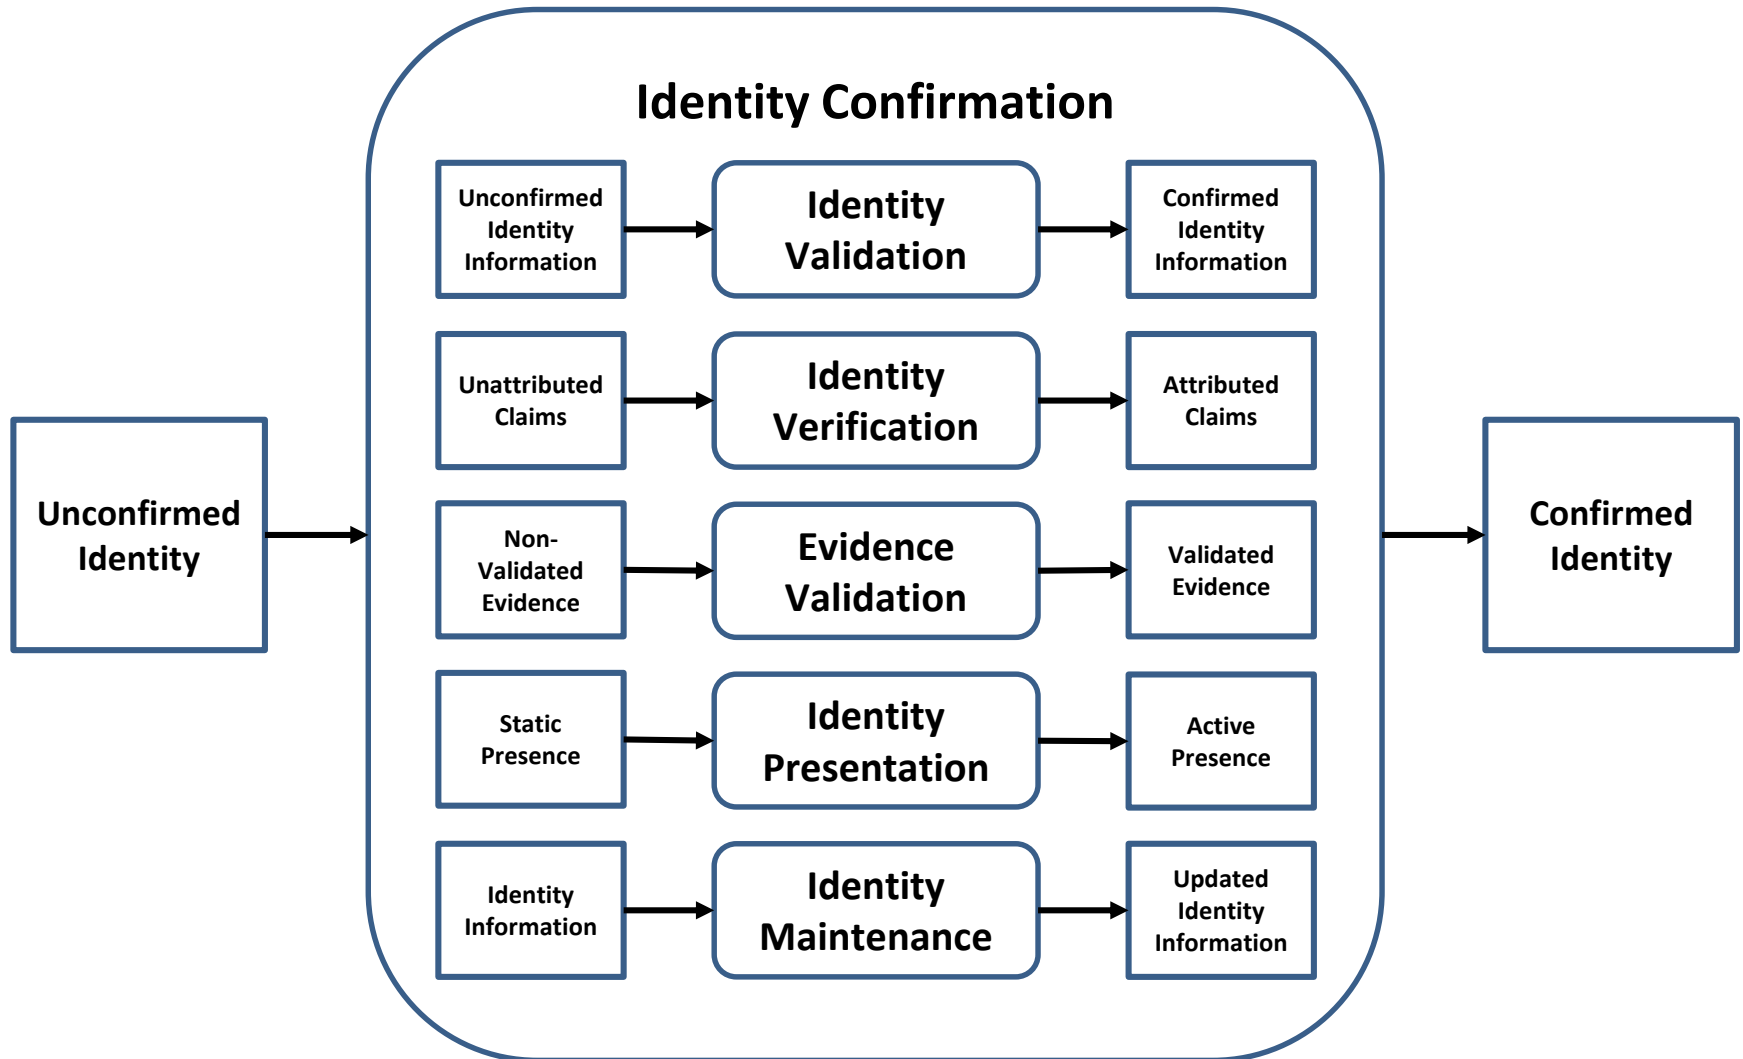 Identity Confirmation
Unconfirmed
Identity
Information
Identity
Validation
Confirmed
Identity
Information
Unattributed
Claims
Identity
Verification
Attributed
Claims
Unconfirmed
Identity
Non-
Validated
Evidence
Evidence
Validation
Validated
Evidence
Confirmed
Identity
Static
Presence
Identity
Presentation
Active
Presence
Identity
Information
Identity
Maintenance
Updated
Identity
Information